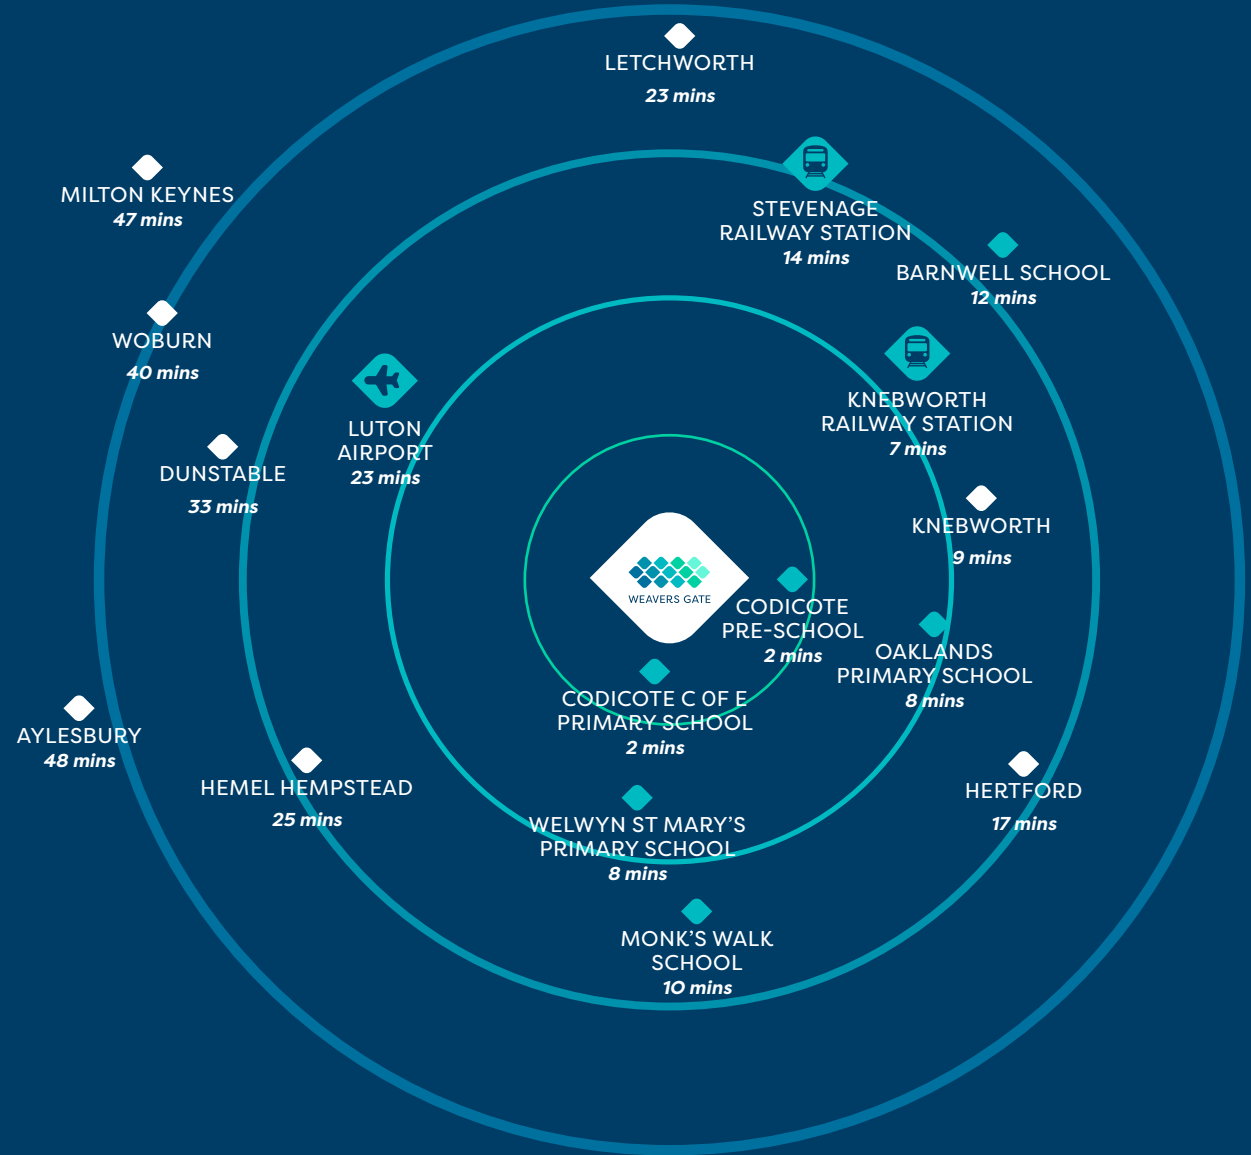 LETCHWORTH
23 mins
MILTON KEYNES
47 mins
STEVENAGE
RAILWAY STATION
14 mins
BARNWELL SCHOOL
12 mins
WOBURN
40 mins
KNEBWORTH
RAILWAY STATION
7 mins
LUTON
AIRPORT
23 mins
DUNSTABLE
33 mins
KNEBWORTH
9 mins
WEAVERS GATE
CODICOTE
PRE-SCHOOL
2 mins
OAKLANDS
PRIMARY SCHOOL
8 mins
CODICOTE C OF E
PRIMARY SCHOOL
2 mins
AYLESBURY
48 mins
HEMEL HEMPSTEAD
25 mins
HERTFORD
17 mins
WELWYN ST MARY'S
PRIMARY SCHOOL
8 mins
MONK'S WALK
SCHOOL
10 mins